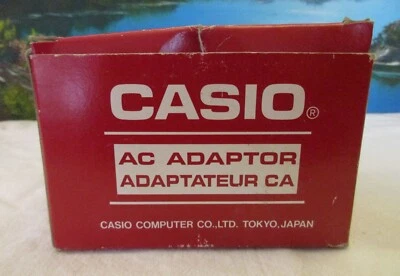 CASIO®
AC ADAPTOR
ADAPTATEUR CA
CASIO COMPUTER CO.,LTD. TOKYO,JAPAN